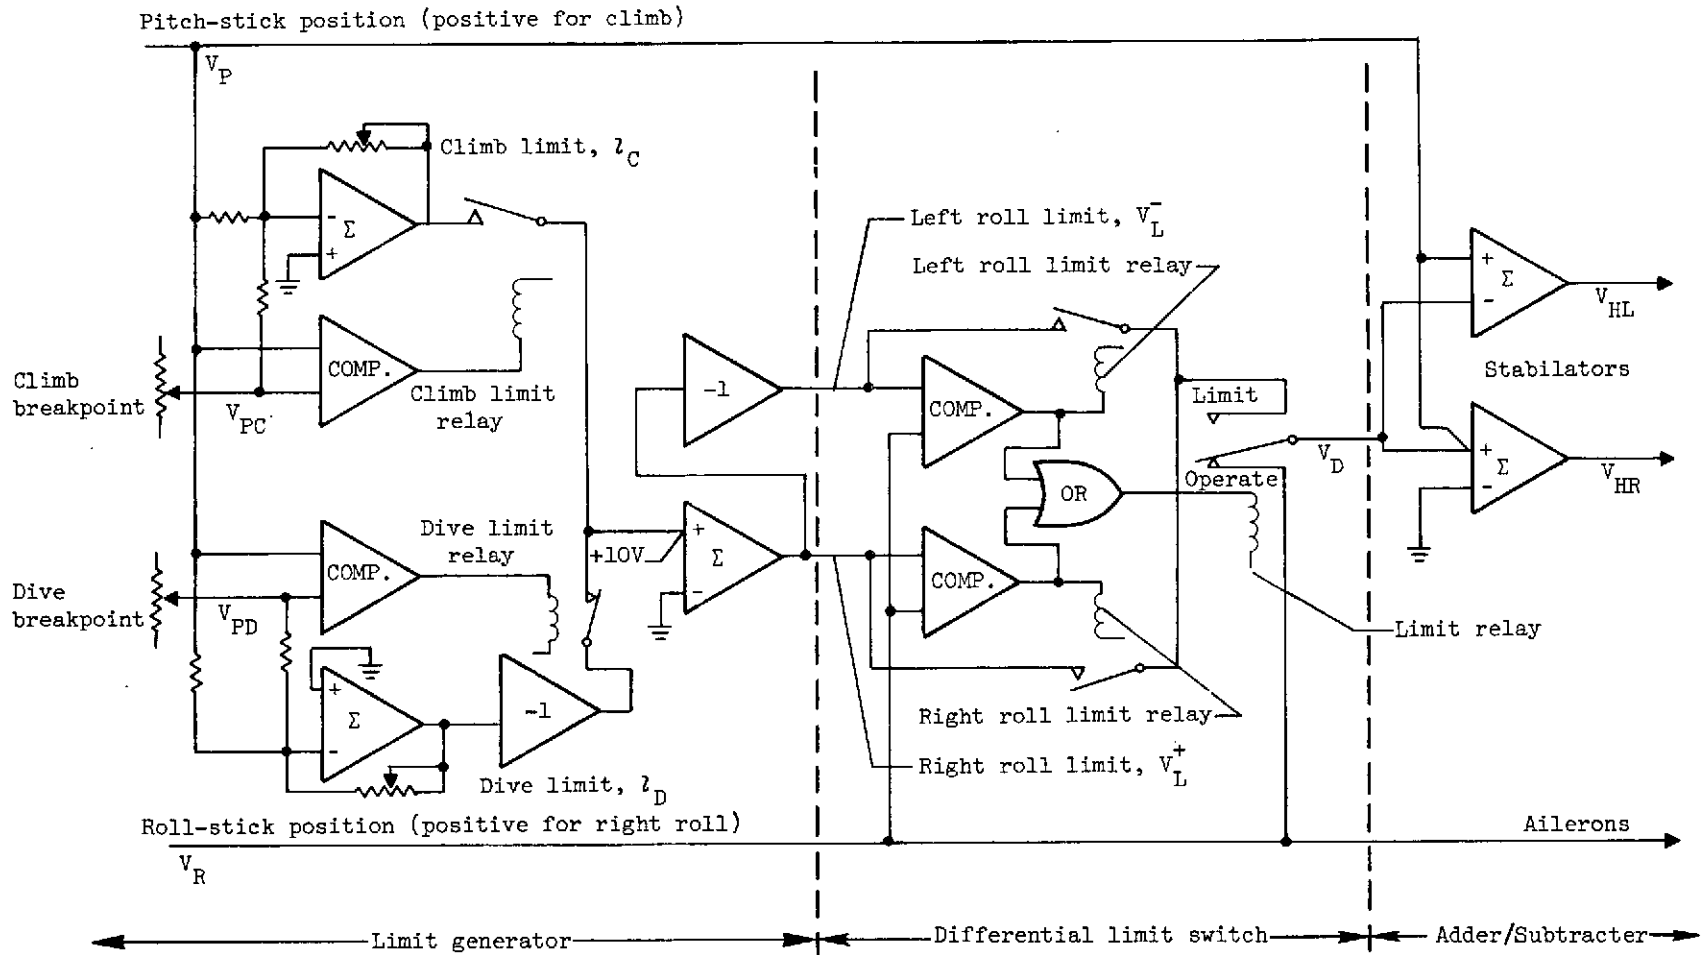 Pitch-stick position (positive for climb)
V_P
Climb limit, l_C
-
Σ
+
Left roll limit, V_L^-
Left roll limit relay
+
Σ
-
V_HL
Stabilators
Climb
breakpoint
V_PC
COMP.
Climb limit
relay
-1
COMP.
Limit
V_D
+
Σ
-
V_HR
Operate
OR
Dive limit
relay
+10V
+
Σ
-
COMP.
COMP.
Dive
breakpoint
V_PD
Limit relay
+
Σ
-
-1
Right roll limit relay
Right roll limit, V_L^+
Dive limit, l_D
Roll-stick position (positive for right roll)
V_R
Ailerons
Limit generator
Differential limit switch
Adder/Subtracter